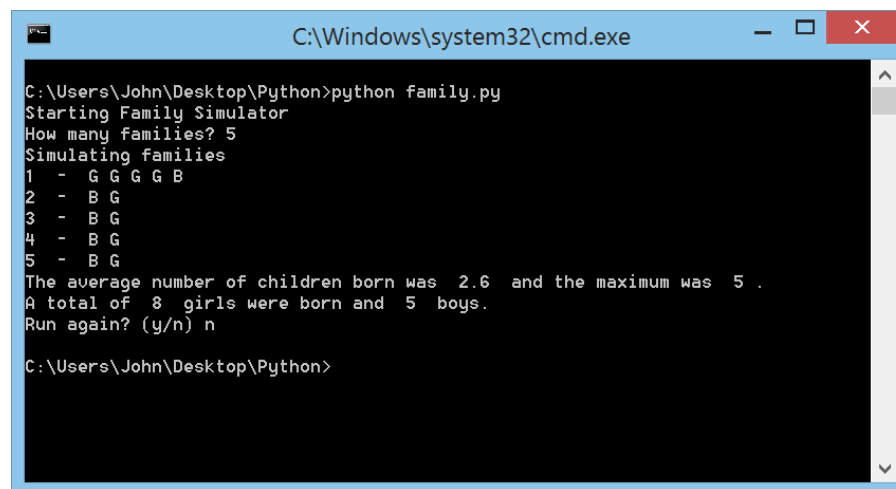 C:\Windows\system32\cmd.exe
C:\Users\John\Desktop\Python>python family.py
Starting Family Simulator
How many families? 5
Simulating families
1  -  G G G G B
2  -  B G
3  -  B G
4  -  B G
5  -  B G
The average number of children born was  2.6  and the maximum was  5 .
A total of  8  girls were born and  5  boys.
Run again? (y/n) n
C:\Users\John\Desktop\Python>